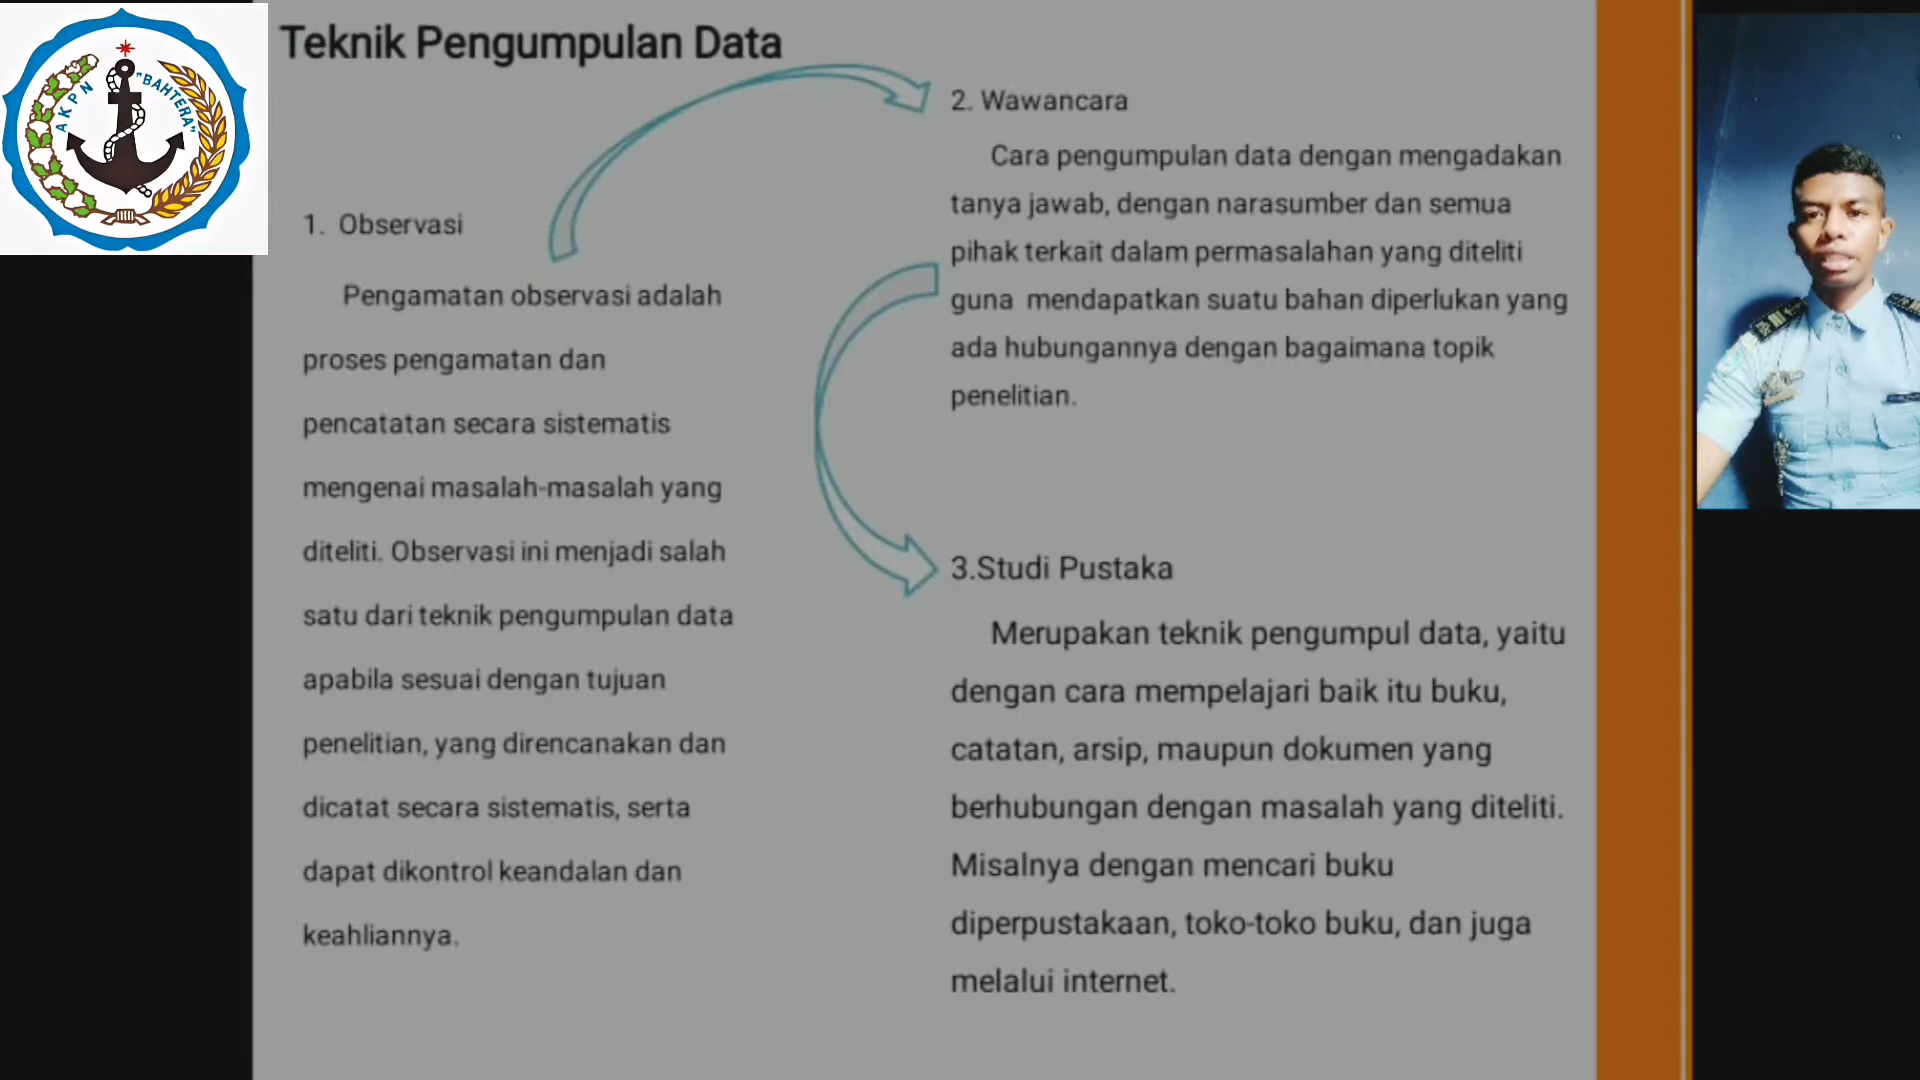 AKPN "BAHTERA"
Teknik Pengumpulan Data
1. Observasi
Pengamatan observasi adalah
proses pengamatan dan
pencatatan secara sistematis
mengenai masalah-masalah yang
diteliti. Observasi ini menjadi salah
satu dari teknik pengumpulan data
apabila sesuai dengan tujuan
penelitian, yang direncanakan dan
dicatat secara sistematis, serta
dapat dikontrol keandalan dan
keahliannya.
2. Wawancara
Cara pengumpulan data dengan mengadakan
tanya jawab, dengan narasumber dan semua
pihak terkait dalam permasalahan yang diteliti
guna mendapatkan suatu bahan diperlukan yang
ada hubungannya dengan bagaimana topik
penelitian.
3.Studi Pustaka
Merupakan teknik pengumpul data, yaitu
dengan cara mempelajari baik itu buku,
catatan, arsip, maupun dokumen yang
berhubungan dengan masalah yang diteliti.
Misalnya dengan mencari buku
diperpustakaan, toko-toko buku, dan juga
melalui internet.